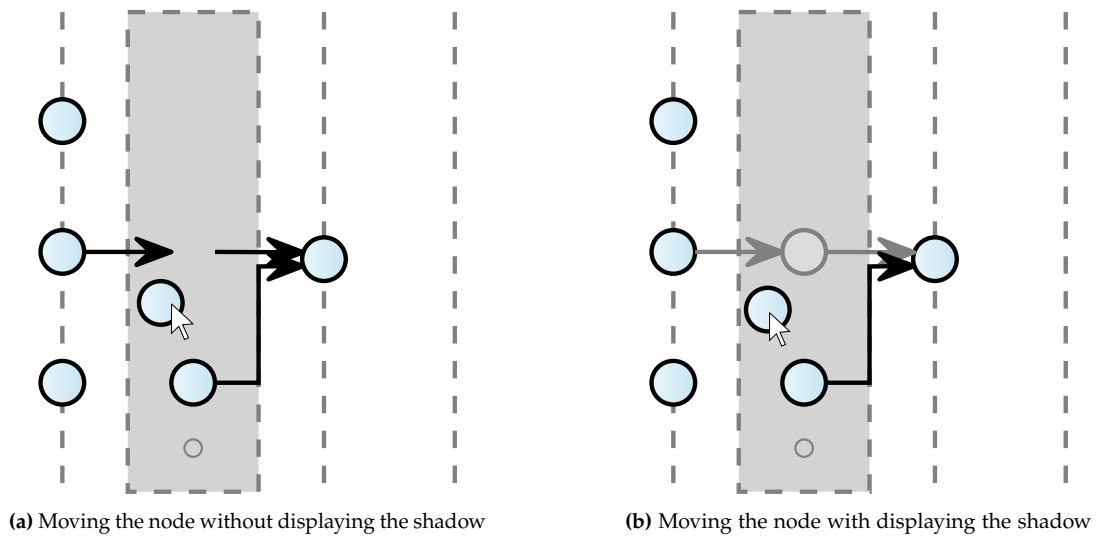 (a) Moving the node without displaying the shadow
(b) Moving the node with displaying the shadow